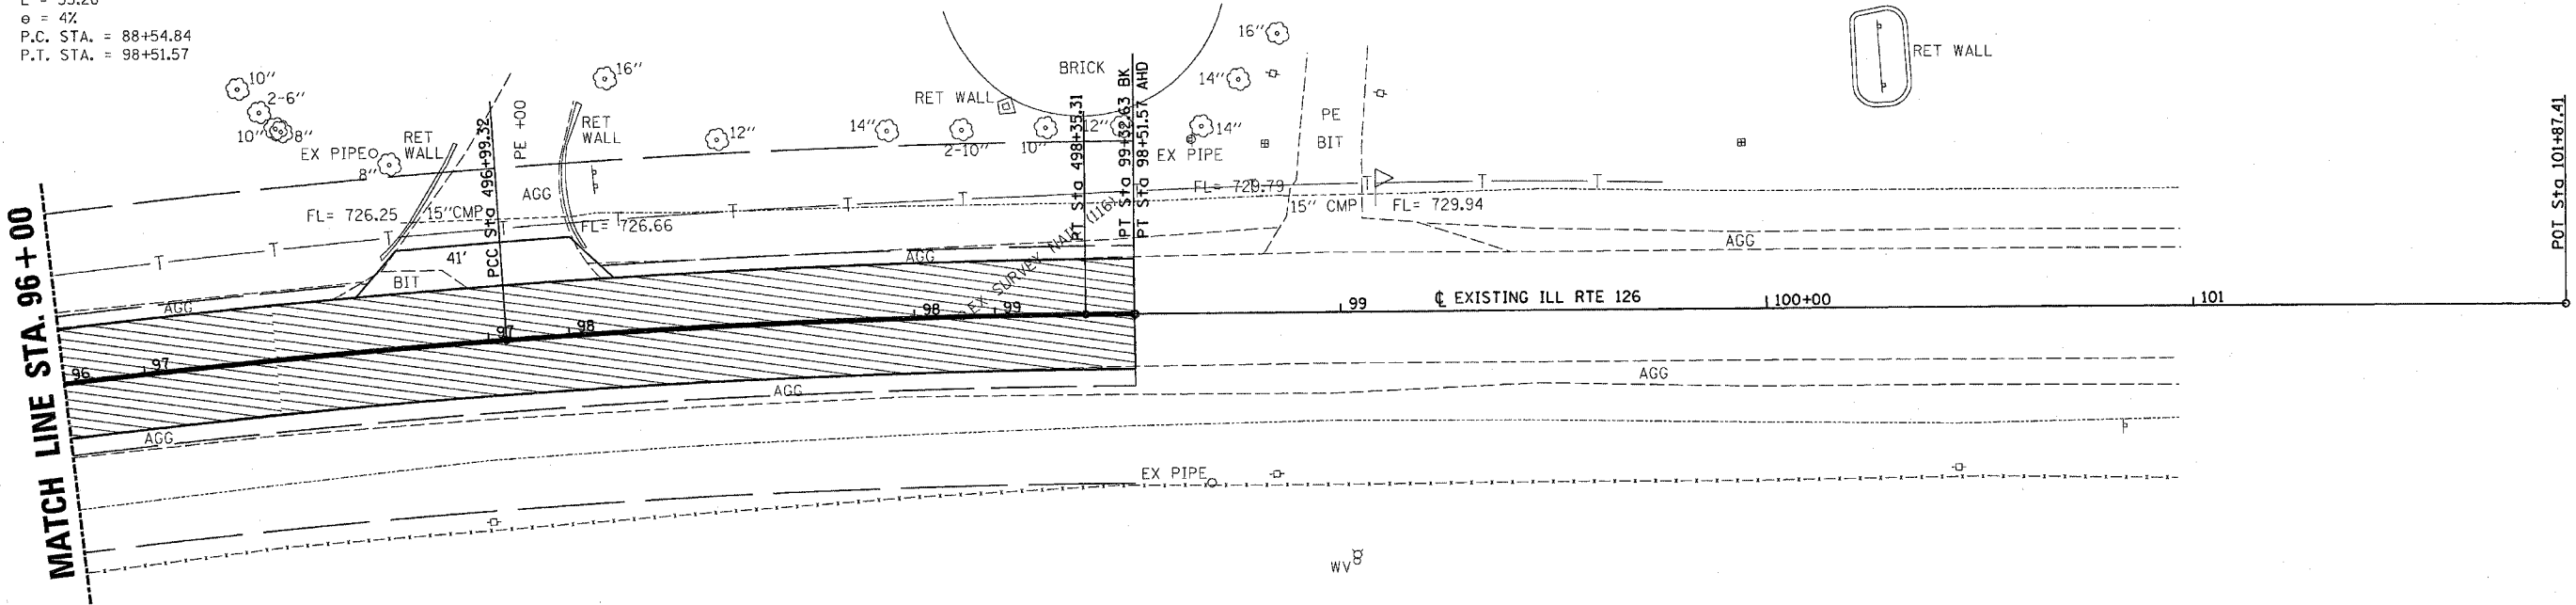 e = 4%
P.C. STA. = 88+54.84
P.T. STA. = 98+51.57
10"
2-6"
10"
8"
EX PIPE
8"
RET
WALL
PCC Sta 496+99.32
PE +00
RET
WALL
16"
12"
14"
RET WALL
2-10"
10"
BRICK
12"
PT Sta 498+35.31
PT Sta 99+32.63 BK
PT Sta 98+51.57 AHD
16"
14"
14"
EX PIPE
PE
BIT
RET WALL
POT Sta 101+87.41
MATCH LINE STA. 96+00
FL= 726.25
15"CMP
AGG
FL= 726.66
41'
BIT
AGG
T
T
T
T
T
T
T
T
T
T
T
EX SURVEY NAIL (116)
AGG
FL= 729.79
15" CMP
FL= 729.94
AGG
96
97
97
98
98
99
99
℄ EXISTING ILL RTE 126
100+00
101
AGG
AGG
AGG
EX PIPE
WV